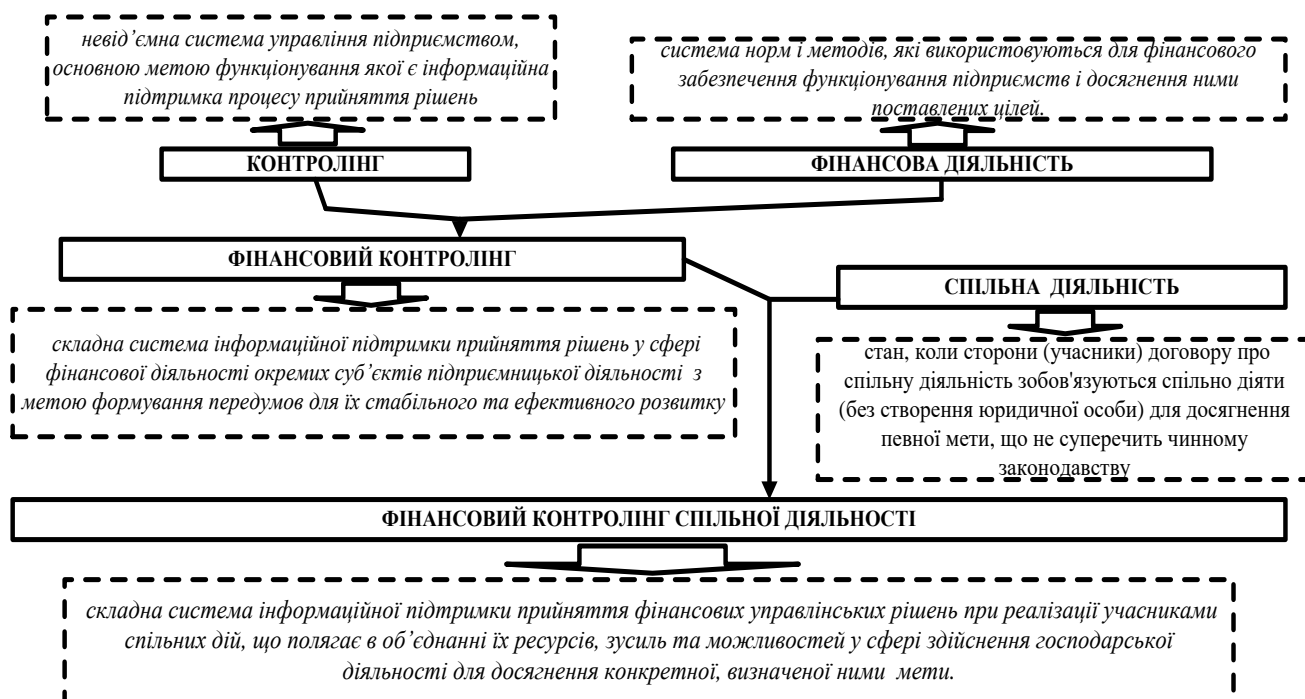 невід’ємна система управління підприємством,
основною метою функціонування якої є інформаційна
підтримка процесу прийняття рішень
система норм і методів, які використовуються для фінансового
забезпечення функціонування підприємств і досягнення ними
поставлених цілей.
КОНТРОЛІНГ
ФІНАНСОВА ДІЯЛЬНІСТЬ
ФІНАНСОВИЙ КОНТРОЛІНГ
СПІЛЬНА ДІЯЛЬНІСТЬ
складна система інформаційної підтримки прийняття рішень у сфері
фінансової діяльності окремих суб’єктів підприємницької діяльності з
метою формування передумов для їх стабільного та ефективного розвитку
стан, коли сторони (учасники) договору про
спільну діяльність зобов'язуються спільно діяти
(без створення юридичної особи) для досягнення
певної мети, що не суперечить чинному
законодавству
ФІНАНСОВИЙ КОНТРОЛІНГ СПІЛЬНОЇ ДІЯЛЬНОСТІ
складна система інформаційної підтримки прийняття фінансових управлінських рішень при реалізації учасниками
спільних дій, що полягає в об’єднанні їх ресурсів, зусиль та можливостей у сфері здійснення господарської
діяльності для досягнення конкретної, визначеної ними мети.